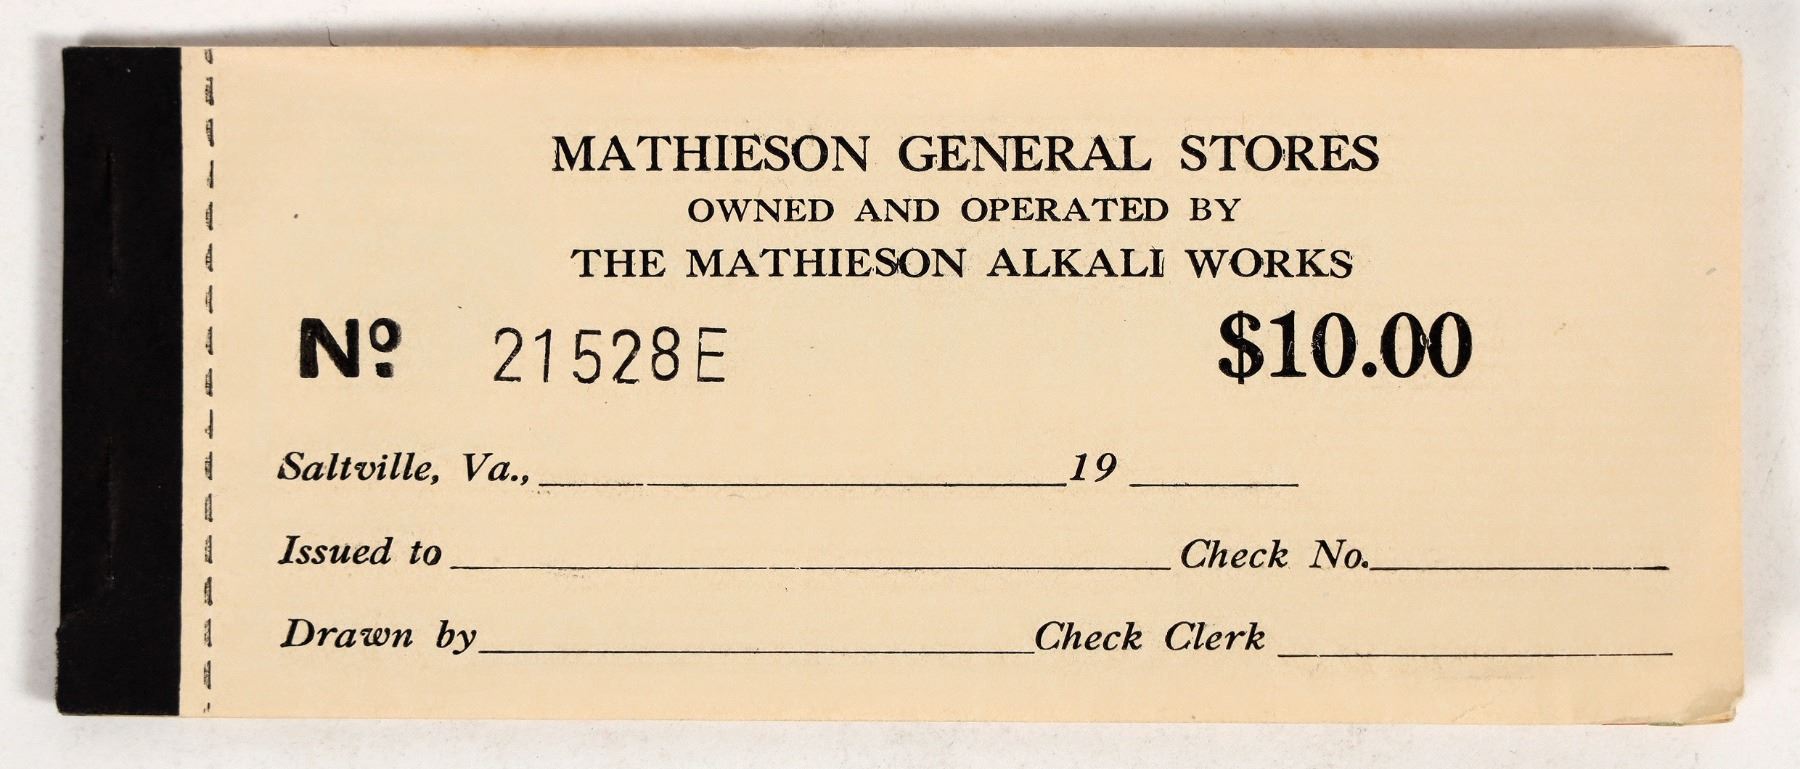 MATHIESON GENERAL STORES
OWNED AND OPERATED BY
THE MATHIESON ALKALI WORKS
Nº 21528E $10.00
Saltville, Va., 19
Issued to Check No.
Drawn by Check Clerk